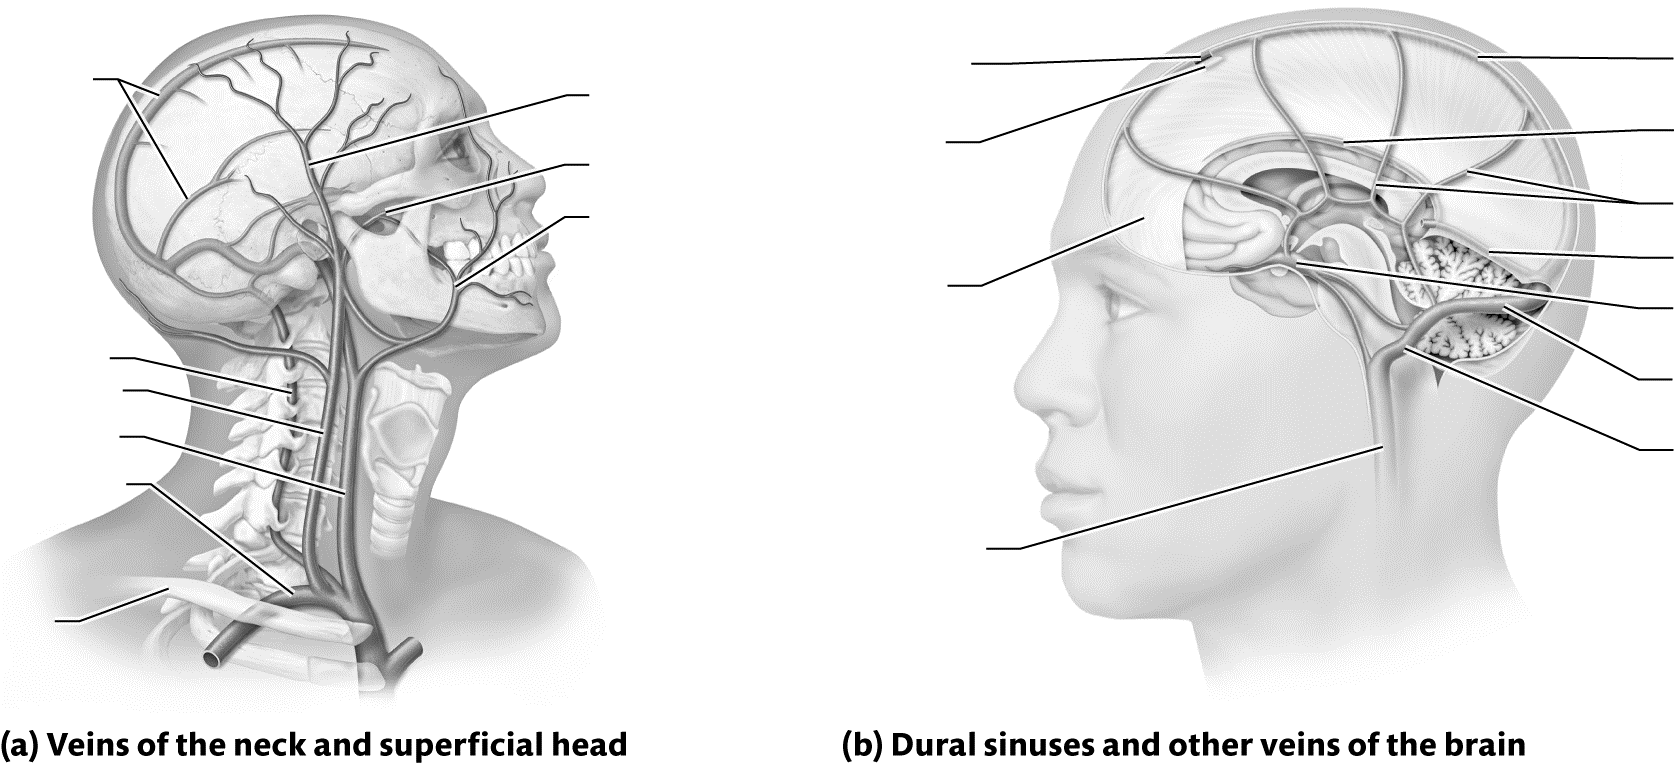 (a) Veins of the neck and superficial head
(b) Dural sinuses and other veins of the brain